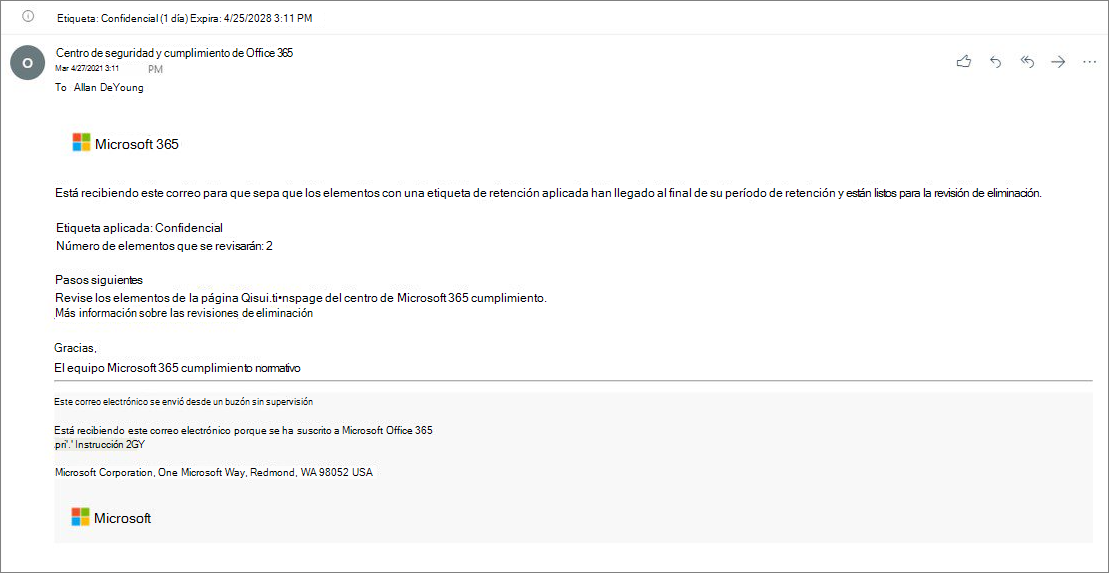 Etiqueta: Confidencial (1 día) Expira: 4/25/2028 3:11 PM
O
Centro de seguridad y cumplimiento de Office 365
Mar 4/27/2021 3:11 PM
To Allan DeYoung
Microsoft 365
Está recibiendo este correo para que sepa que los elementos con una etiqueta de retención aplicada han llegado al final de su período de retención y están listos para la revisión de eliminación.
Etiqueta aplicada: Confidencial
Número de elementos que se revisarán: 2
Pasos siguientes
Revise los elementos de la página Qisui.ti•nspage del centro de Microsoft 365 cumplimiento.
Más información sobre las revisiones de eliminación
Gracias,
El equipo Microsoft 365 cumplimiento normativo
Este correo electrónico se envió desde un buzón sin supervisión
Está recibiendo este correo electrónico porque se ha suscrito a Microsoft Office 365
Instrucción 2GY
Microsoft Corporation, One Microsoft Way, Redmond, WA 98052 USA
Microsoft